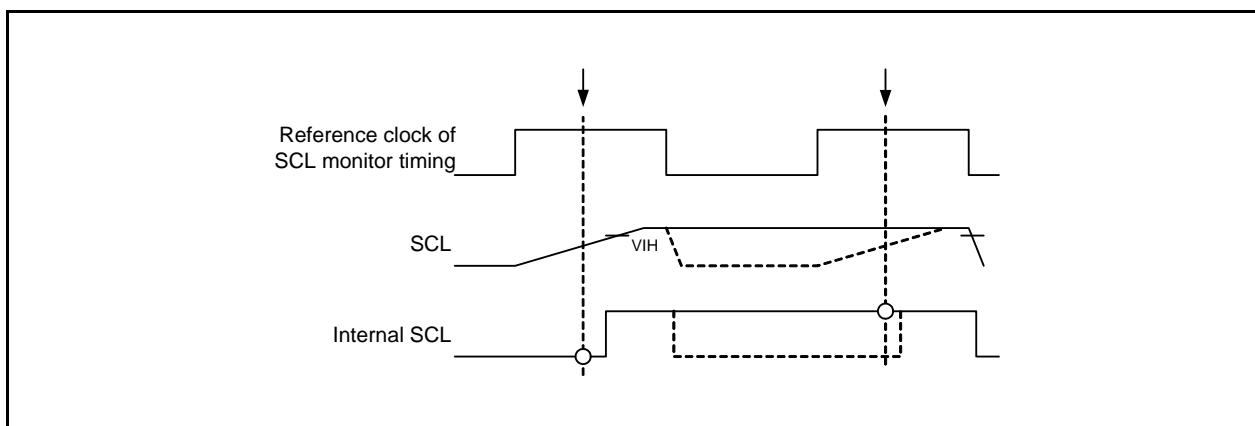 Reference clock of
SCL monitor timing
SCL
VIH
Internal SCL